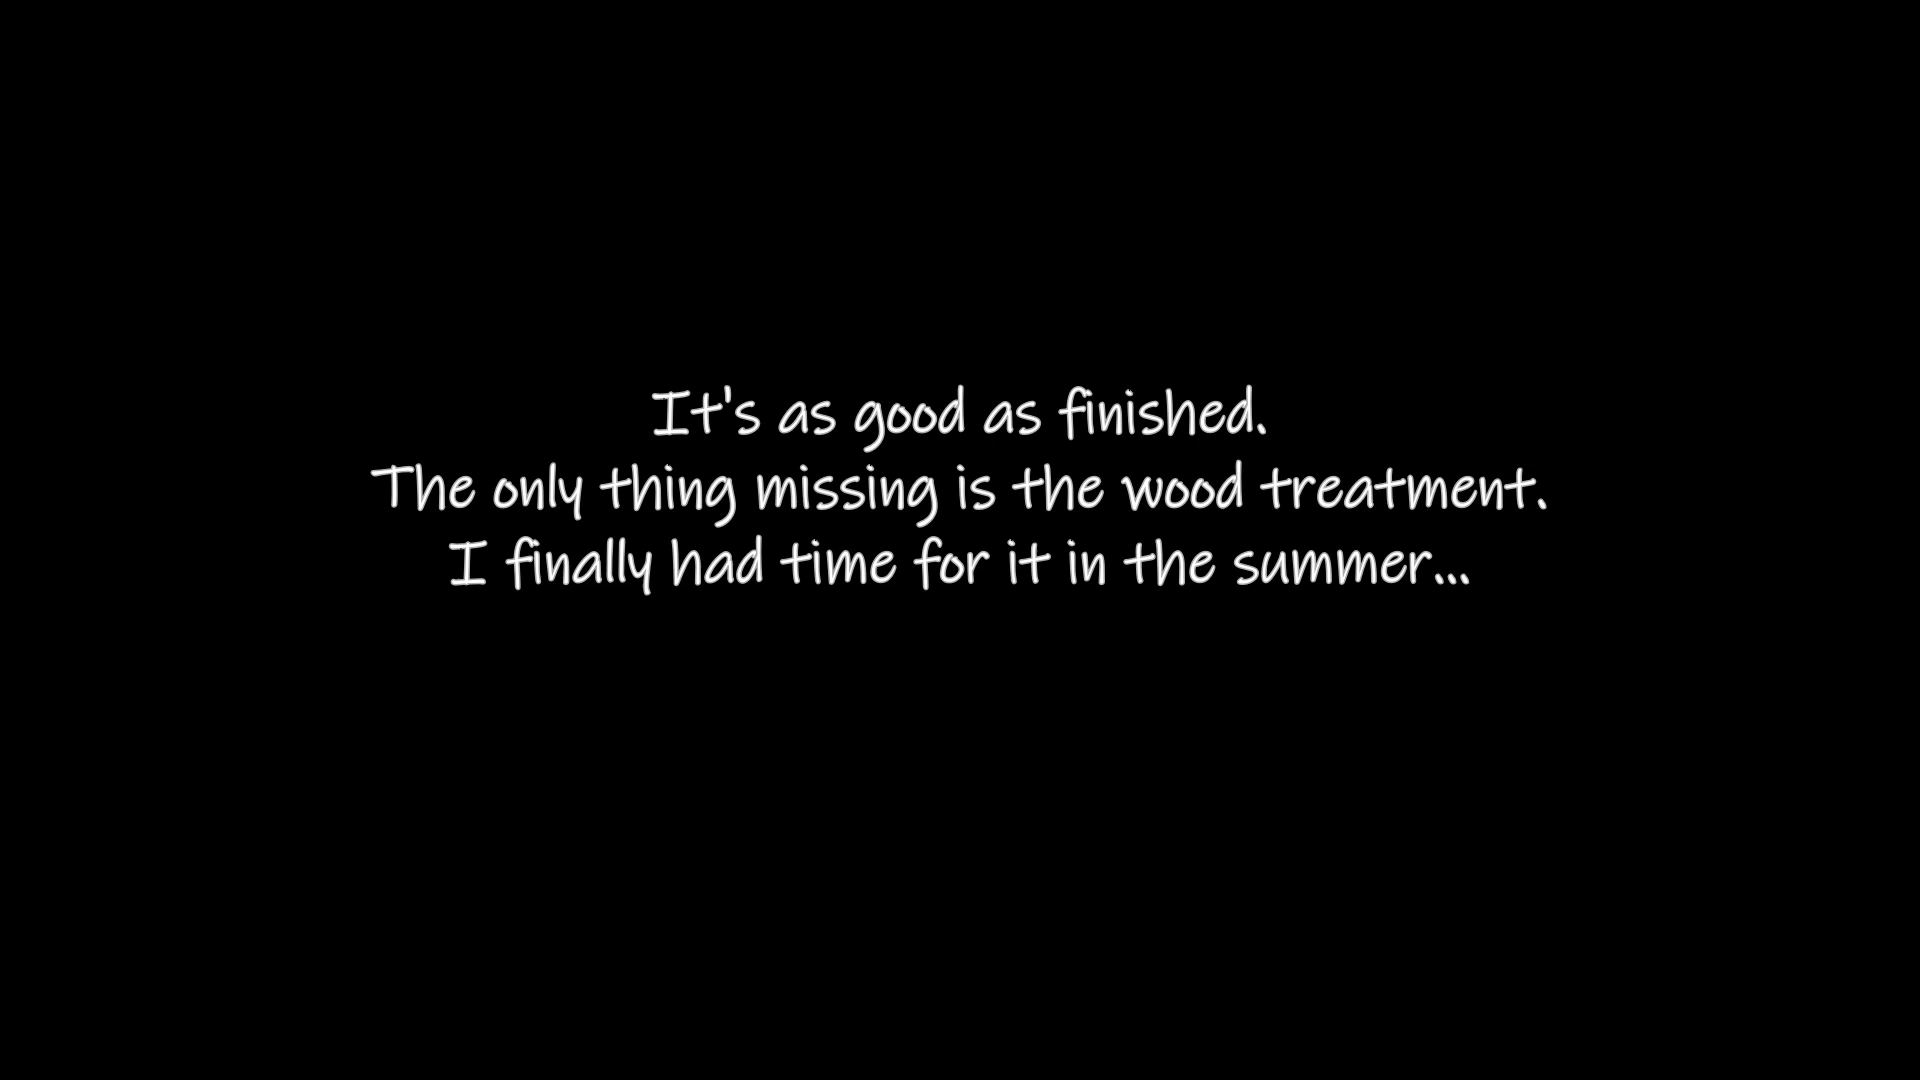 It's as good as finished.
The only thing missing is the wood treatment.
I finally had time for it in the summer...